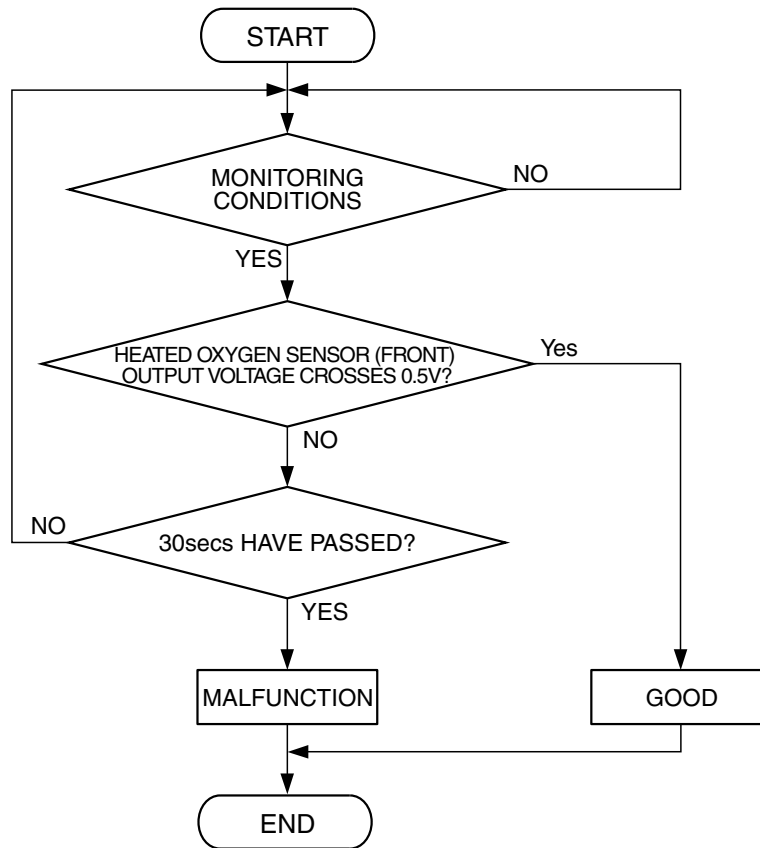 START
MONITORING
CONDITIONS
NO
YES
HEATED OXYGEN SENSOR (FRONT)
OUTPUT VOLTAGE CROSSES 0.5V?
Yes
NO
NO
30secs HAVE PASSED?
YES
MALFUNCTION
GOOD
END